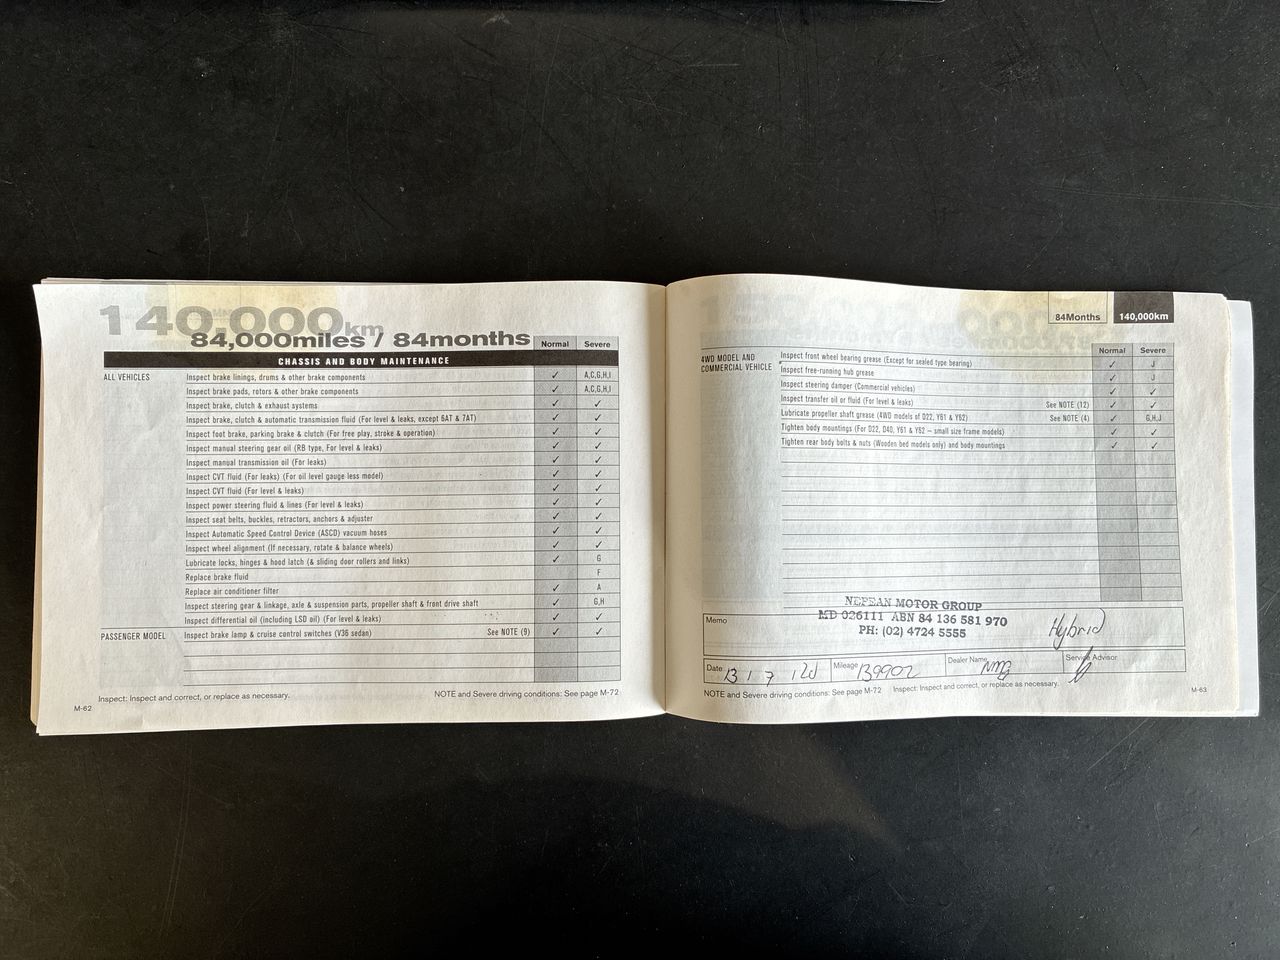 140,000km
84,000miles / 84months
Normal Severe
CHASSIS AND BODY MAINTENANCE
ALL VEHICLES Inspect brake linings, drums & other brake components ✓ A,C,G,H,I
Inspect brake pads, rotors & other brake components ✓ A,C,G,H,I
Inspect brake, clutch & exhaust systems ✓ ✓
Inspect brake, clutch & automatic transmission fluid (For level & leaks, except 6AT & 7AT) ✓ ✓
Inspect foot brake, parking brake & clutch (For free play, stroke & operation) ✓ ✓
Inspect manual steering gear oil (RB type, For level & leaks) ✓ ✓
Inspect manual transmission oil (For leaks) ✓ ✓
Inspect CVT fluid (For leaks) (For oil level gauge less model) ✓ ✓
Inspect CVT fluid (For level & leaks) ✓ ✓
Inspect power steering fluid & lines (For level & leaks) ✓ ✓
Inspect seat belts, buckles, retractors, anchors & adjuster ✓ ✓
Inspect Automatic Speed Control Device (ASCD) vacuum hoses ✓ ✓
Inspect wheel alignment (If necessary, rotate & balance wheels) ✓ ✓
Lubricate locks, hinges & hood latch (& sliding door rollers and links) ✓ G
Replace brake fluid F
Replace air conditioner filter ✓ A
Inspect steering gear & linkage, axle & suspension parts, propeller shaft & front drive shaft ✓ G,H
Inspect differential oil (including LSD oil) (For level & leaks) ✓ ✓
PASSENGER MODEL Inspect brake lamp & cruise control switches (V36 sedan) See NOTE (9) ✓ ✓
Inspect: Inspect and correct, or replace as necessary. NOTE and Severe driving conditions: See page M-72
M-62
84Months 140,000km
Normal Severe
4WD MODEL AND COMMERCIAL VEHICLE Inspect front wheel bearing grease (Except for sealed type bearing) ✓ J
Inspect free-running hub grease ✓ J
Inspect steering damper (Commercial vehicles) ✓ ✓
Inspect transfer oil or fluid (For level & leaks) See NOTE (12) ✓ ✓
Lubricate propeller shaft grease (4WD models of D22, Y61 & Y62) See NOTE (4) ✓ G,H,J
Tighten body mountings (For D22, D40, Y61 & Y62 – small size frame models) ✓ ✓
Tighten rear body bolts & nuts (Wooden bed models only) and body mountings ✓ ✓
NEPEAN MOTOR GROUP
MD 026111 ABN 84 136 581 970
PH: (02) 4724 5555
Memo Hybrid
Date 13 / 7 / Mileage 139902 Dealer Name NMG Service Advisor
NOTE and Severe driving conditions: See page M-72 Inspect: Inspect and correct, or replace as necessary.
M-63